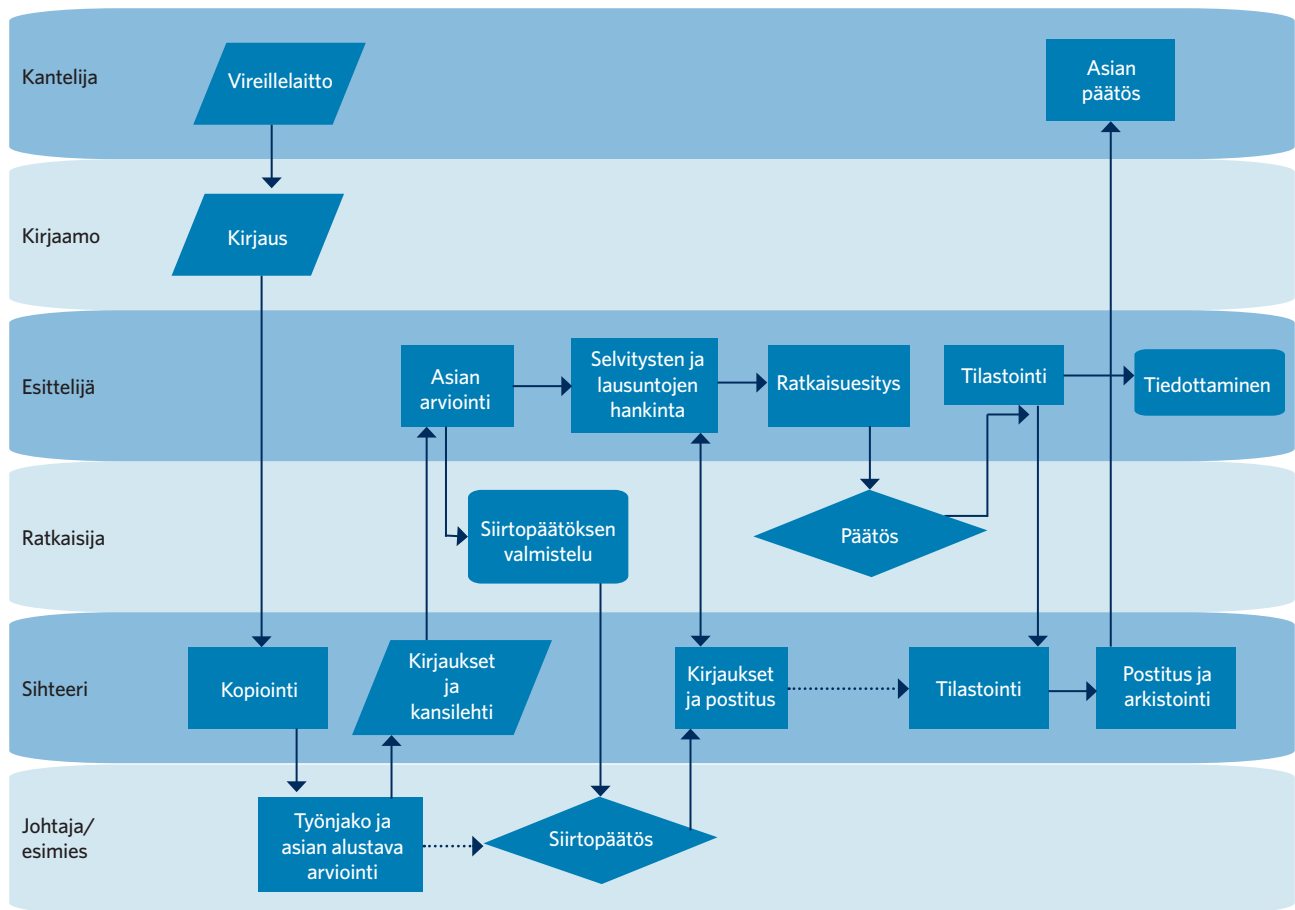 Kantelija
Vireillelaitto
Asian
päätös
Kirjaamo
Kirjaus
Esittelijä
Asian
arviointi
Selvitysten ja
lausuntojen
hankinta
Ratkaisuesitys
Tilastointi
Tiedottaminen
Ratkaisija
Siirtopäätöksen
valmistelu
Päätös
Sihteeri
Kopiointi
Kirjaukset
ja
kansilehti
Kirjaukset
ja postitus
Tilastointi
Postitus ja
arkistointi
Johtaja/
esimies
Työnjako ja
asian alustava
arviointi
Siirtopäätös